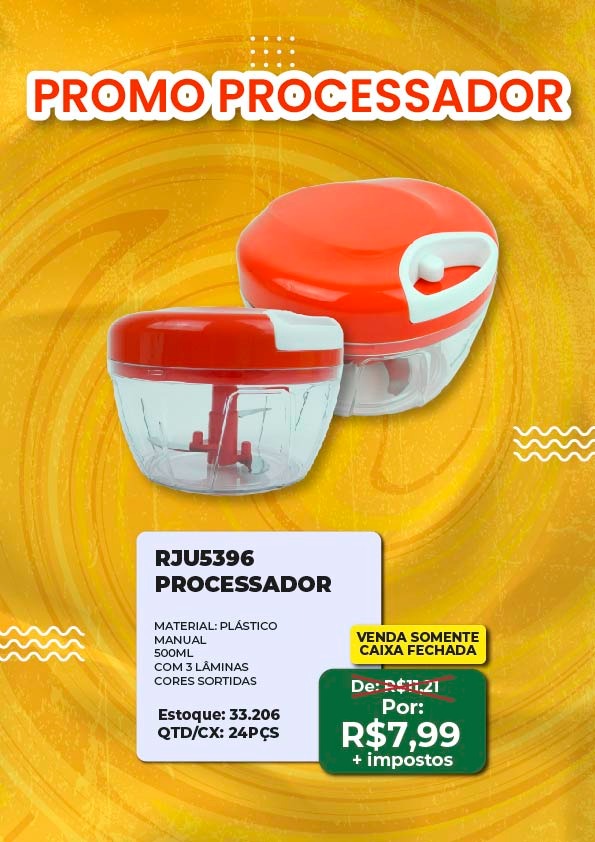 PROMO PROCESSADOR
RJU5396
PROCESSADOR
MATERIAL: PLÁSTICO
MANUAL
500ML
COM 3 LÂMINAS
CORES SORTIDAS
Estoque: 33.206
QTD/CX: 24PÇS
VENDA SOMENTE
CAIXA FECHADA
De: R$11,21
Por:
R$7,99
+ impostos